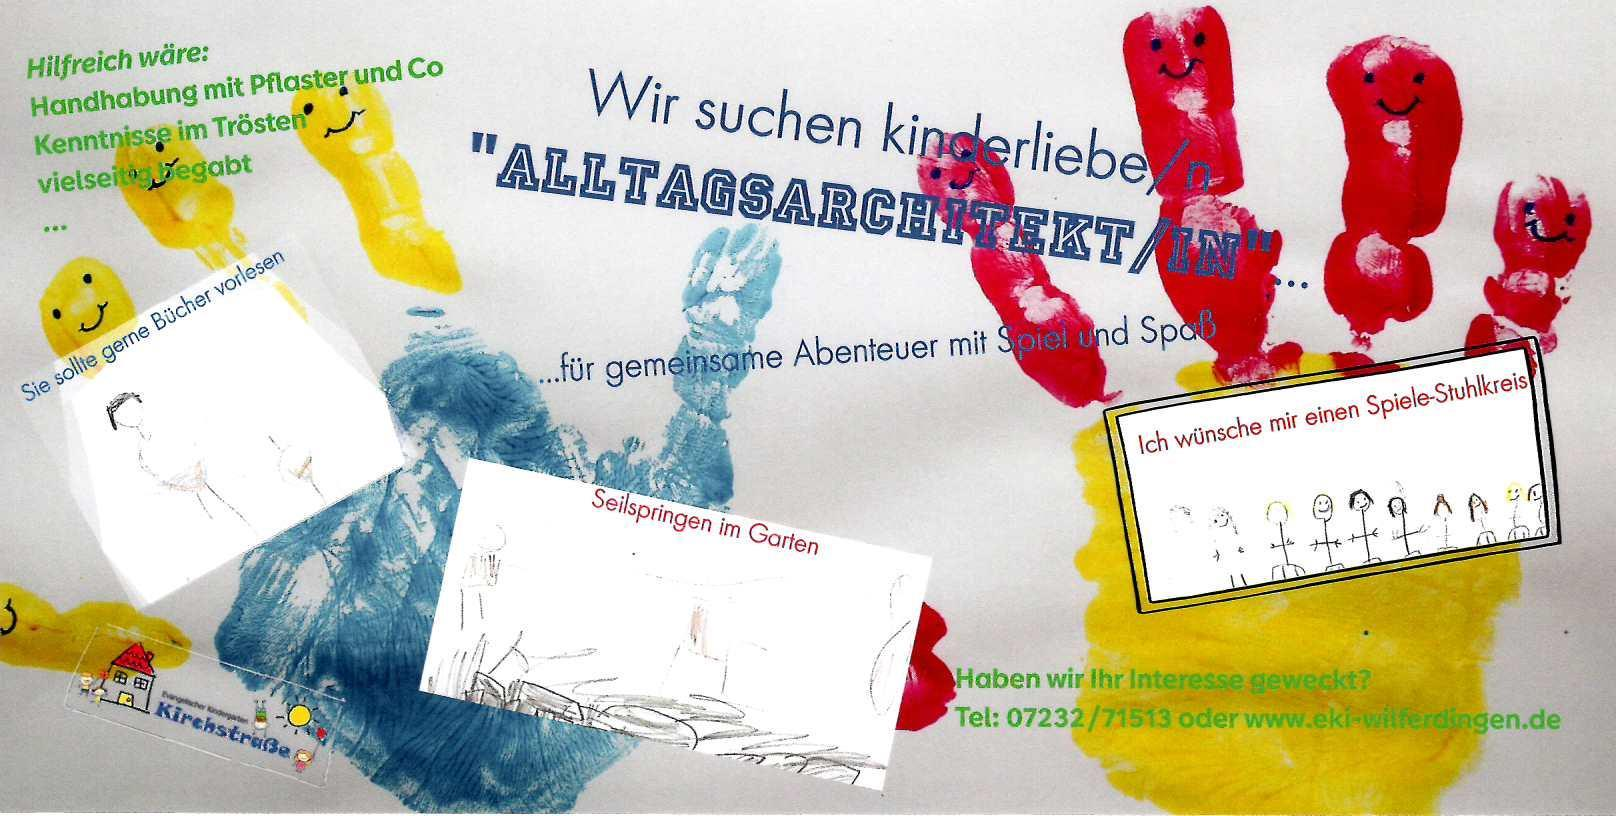 Hilfreich wäre:
Handhabung mit Pflaster und Co
Kenntnisse im Trösten
vielseitig begabt
...
Wir suchen kinderliebe/n
"ALLTAGSARCHITEKT/IN"...
...für gemeinsame Abenteuer mit Spiel und Spaß
Sie sollte gerne Bücher vorlesen
Seilspringen im Garten
Ich wünsche mir einen Spiele-Stuhlkreis
Evangelischer Kindergarten
Kirchstraße
Haben wir Ihr Interesse geweckt?
Tel: 07232/71513 oder www.eki-wilferdingen.de